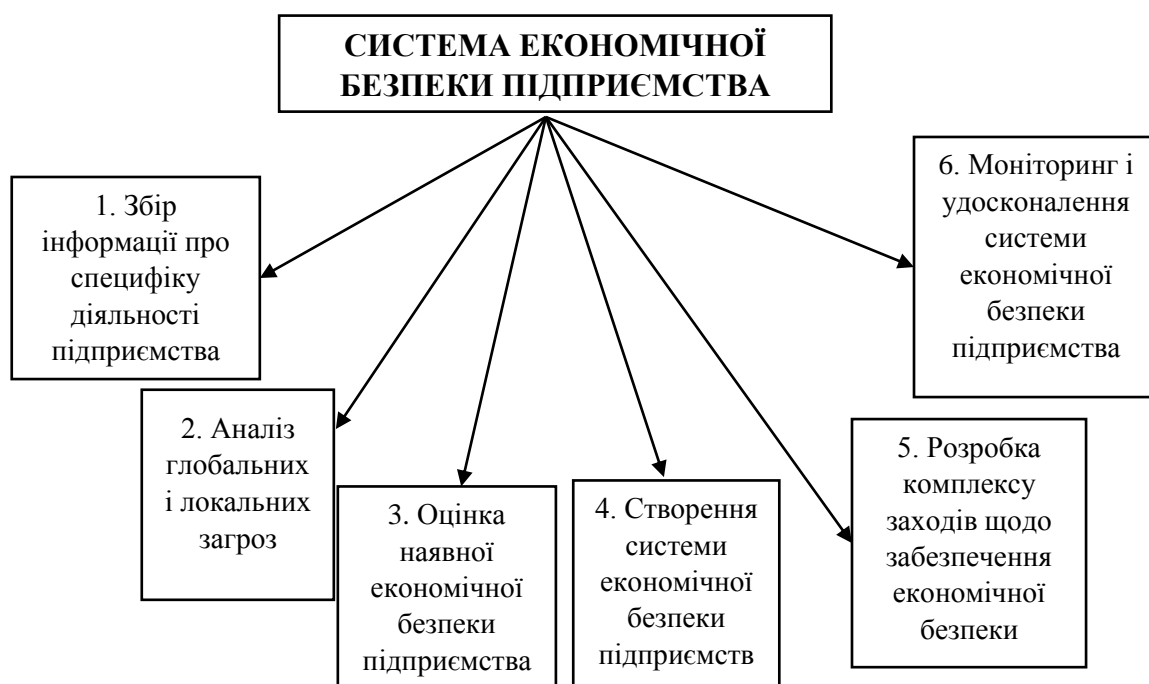 СИСТЕМА ЕКОНОМІЧНОЇ
БЕЗПЕКИ ПІДПРИЄМСТВА
1. Збір
інформації про
специфіку
діяльності
підприємства
2. Аналіз
глобальних
і локальних
загроз
3. Оцінка
наявної
економічної
безпеки
підприємства
4. Створення
системи
економічної
безпеки
підприємств
5. Розробка
комплексу
заходів щодо
забезпечення
економічної
безпеки
6. Моніторинг і
удосконалення
системи
економічної
безпеки
підприємства